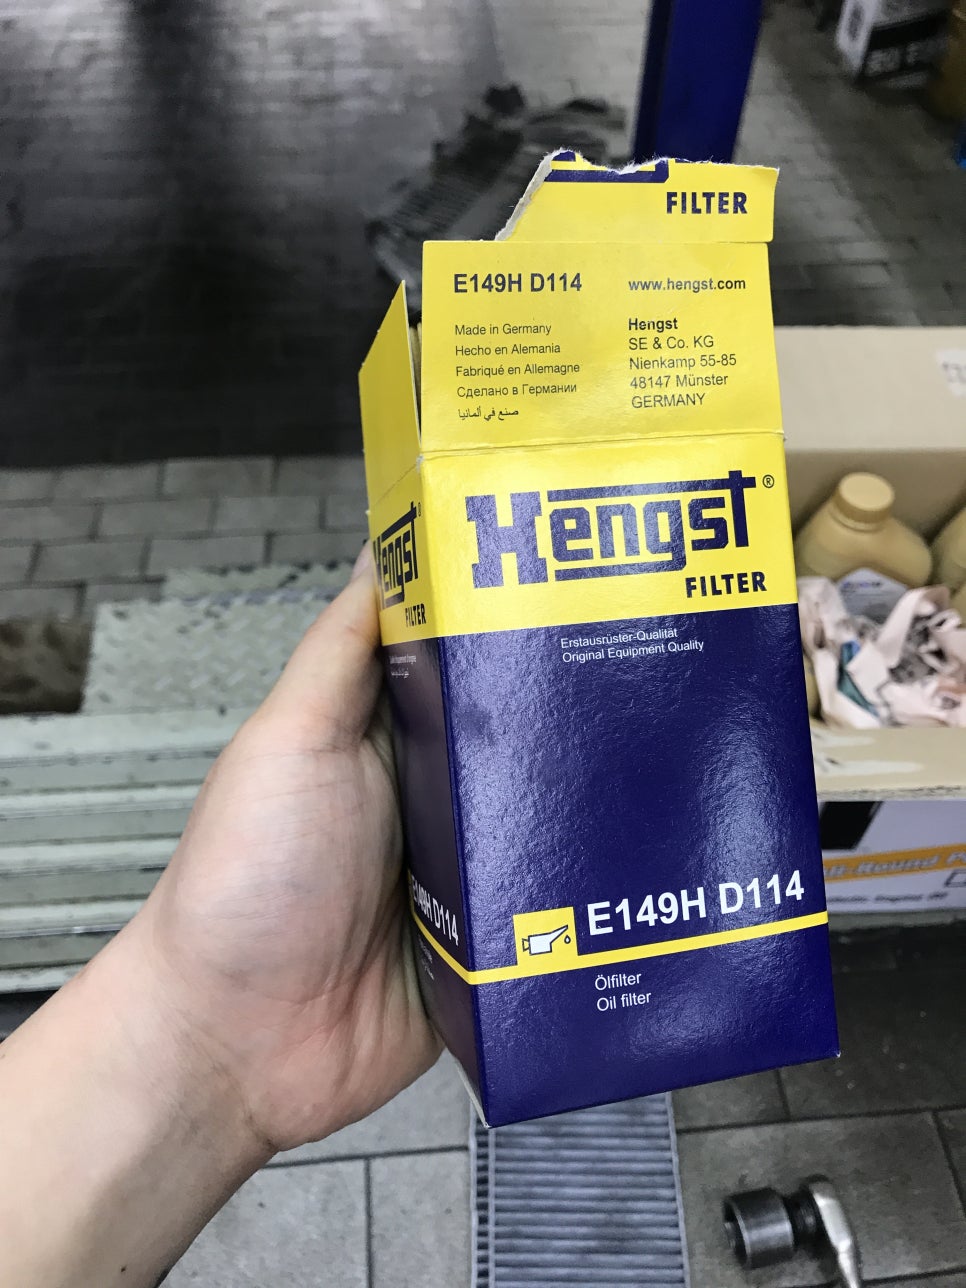 FILTER
E149H D114
www.hengst.com
Made in Germany
Hecho en Alemania
Fabriqué en Allemagne
Сделано в Германии
صنع في ألمانيا
Hengst
SE & Co. KG
Nienkamp 55-85
48147 Münster
GERMANY
Hengst®
FILTER
Erstausrüster-Qualität
Original Equipment Quality
E149H D114
Ölfilter
Oil filter
Hengst
FILTER
E149H D114